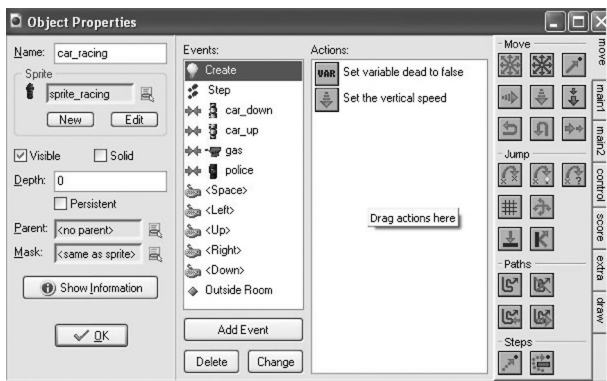 Object Properties
Name: car_racing
Sprite
sprite_racing
New Edit
Visible Solid
Depth: 0
Persistent
Parent: <no parent>
Mask: <same as sprite>
Show Information
OK
Events:
Create
Step
car_down
car_up
gas
police
<Space>
<Left>
<Up>
<Right>
<Down>
Outside Room
Add Event
Delete Change
Actions:
VAR Set variable dead to false
Set the vertical speed
Drag actions here
Move
Jump
Paths
Steps
move
main1
main2
control
score
extra
draw